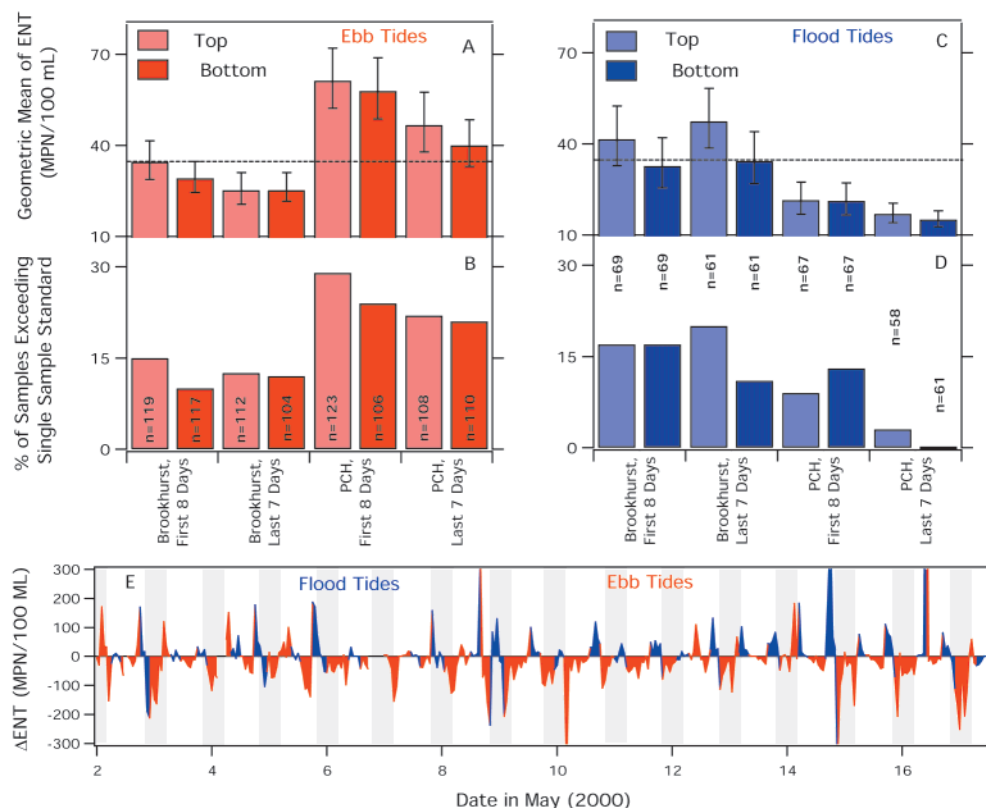 Geometric Mean of ENT
(MPN/100 mL)
70
40
10
Top
Bottom
Ebb Tides
A
70
40
10
Top
Bottom
Flood Tides
C
% of Samples Exceeding
Single Sample Standard
30
15
0
B
n=119
n=117
n=112
n=104
n=123
n=106
n=108
n=110
30
15
0
D
n=69
n=69
n=61
n=61
n=67
n=67
n=58
n=61
Brookhurst,
First 8 Days
Brookhurst,
Last 7 Days
PCH,
First 8 Days
PCH,
Last 7 Days
Brookhurst,
First 8 Days
Brookhurst,
Last 7 Days
PCH,
First 8 Days
PCH,
Last 7 Days
ΔENT (MPN/100 ML)
300
200
100
0
-100
-200
-300
E
Flood Tides
Ebb Tides
2 4 6 8 10 12 14 16
Date in May (2000)